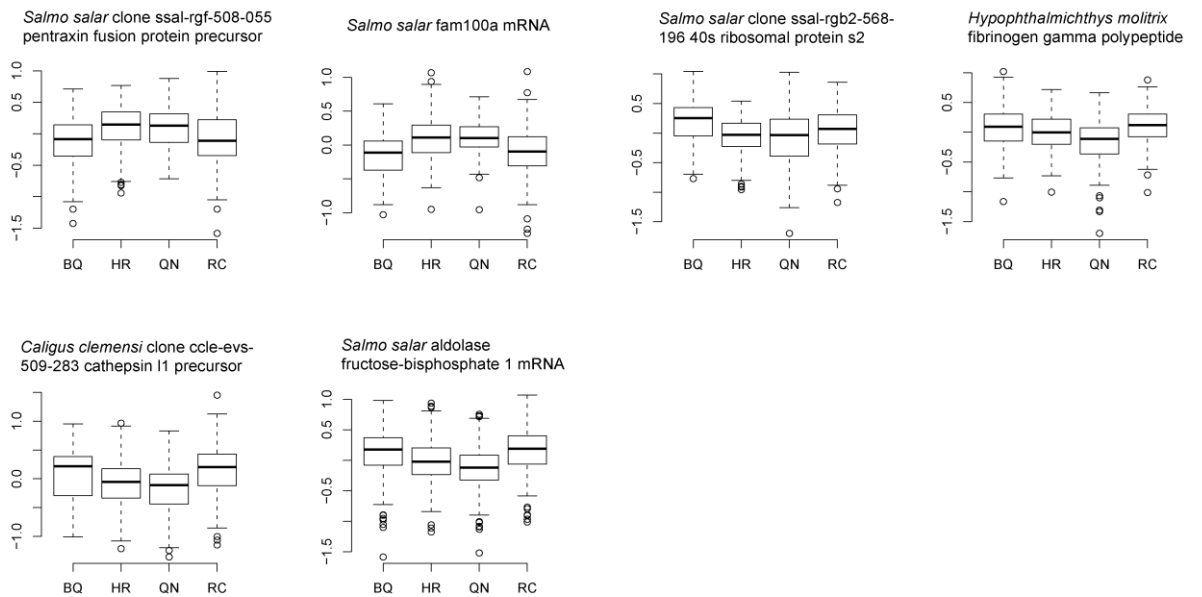 Salmo salar clone ssal-rgf-508-055
pentraxin fusion protein precursor
1.0
0.5
-0.5
-1.5
BQ HR QN RC
Salmo salar fam100a mRNA
1.0
0.0
-1.0
BQ HR QN RC
Salmo salar clone ssal-rgb2-568-
196 40s ribosomal protein s2
0.5
-0.5
-1.5
BQ HR QN RC
Hypophthalmichthys molitrix
fibrinogen gamma polypeptide
0.5
-0.5
-1.5
BQ HR QN RC
Caligus clemensi clone ccle-evs-
509-283 cathepsin l1 precursor
1.0
0.0
-1.0
BQ HR QN RC
Salmo salar aldolase
fructose-bisphosphate 1 mRNA
0.5
-0.5
-1.5
BQ HR QN RC